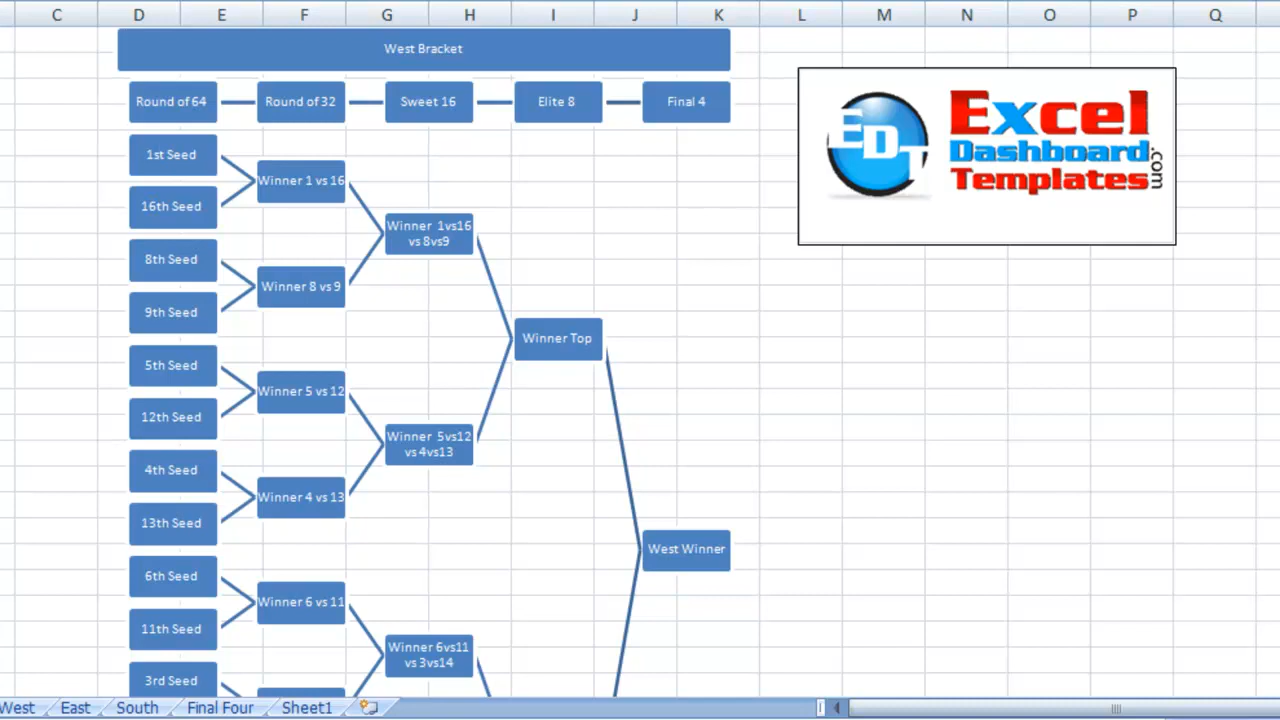 C D E F G H I J K L M N O P Q
West Bracket
Round of 64
Round of 32
Sweet 16
Elite 8
Final 4
1st Seed
16th Seed
8th Seed
9th Seed
5th Seed
12th Seed
4th Seed
13th Seed
6th Seed
11th Seed
3rd Seed
Winner 1 vs 16
Winner 8 vs 9
Winner 5 vs 12
Winner 4 vs 13
Winner 6 vs 11
Winner 1vs16
vs 8vs9
Winner 5vs12
vs 4vs13
Winner 6vs11
vs 3vs14
Winner Top
West Winner
EDT
Excel
Dashboard
Templates
.com
West East South Final Four Sheet1